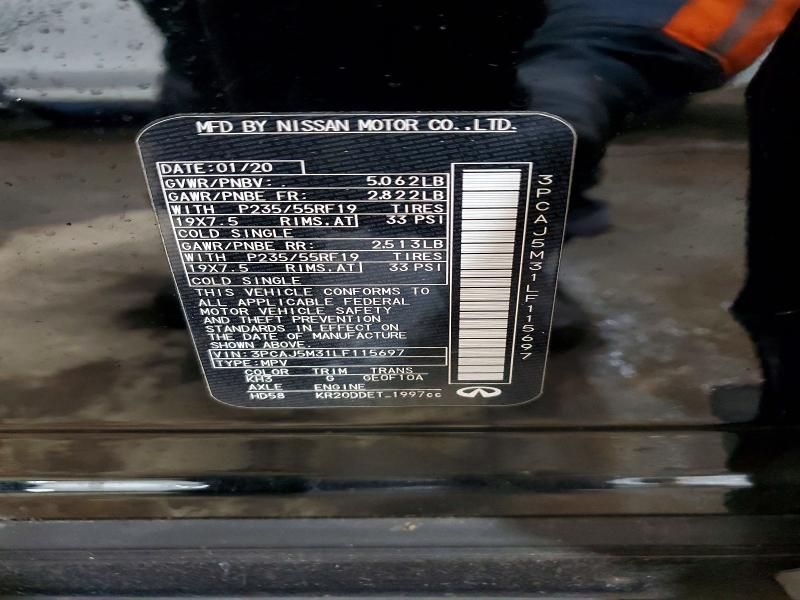 MFD BY NISSAN MOTOR CO.,LTD.
DATE:01/20
GVWR/PNBV: 5.062LB
GAWR/PNBE FR: 2.822LB
WITH P235/55RF19 TIRES
19X7.5 RIMS.AT 33 PSI
COLD SINGLE
GAWR/PNBE RR: 2.513LB
WITH P235/55RF19 TIRES
19X7.5 RIMS.AT 33 PSI
COLD SINGLE
THIS VEHICLE CONFORMS TO
ALL APPLICABLE FEDERAL
MOTOR VEHICLE SAFETY
AND THEFT PREVENTION
STANDARDS IN EFFECT ON
THE DATE OF MANUFACTURE
SHOWN ABOVE.
VIN:3PCAJ5M31LF115697
TYPE:MPV
COLOR TRIM TRANS
KH3 G GE0F10A
AXLE ENGINE
HD58 KR20DDET_1997cc
3PCAJ5M31LF115697